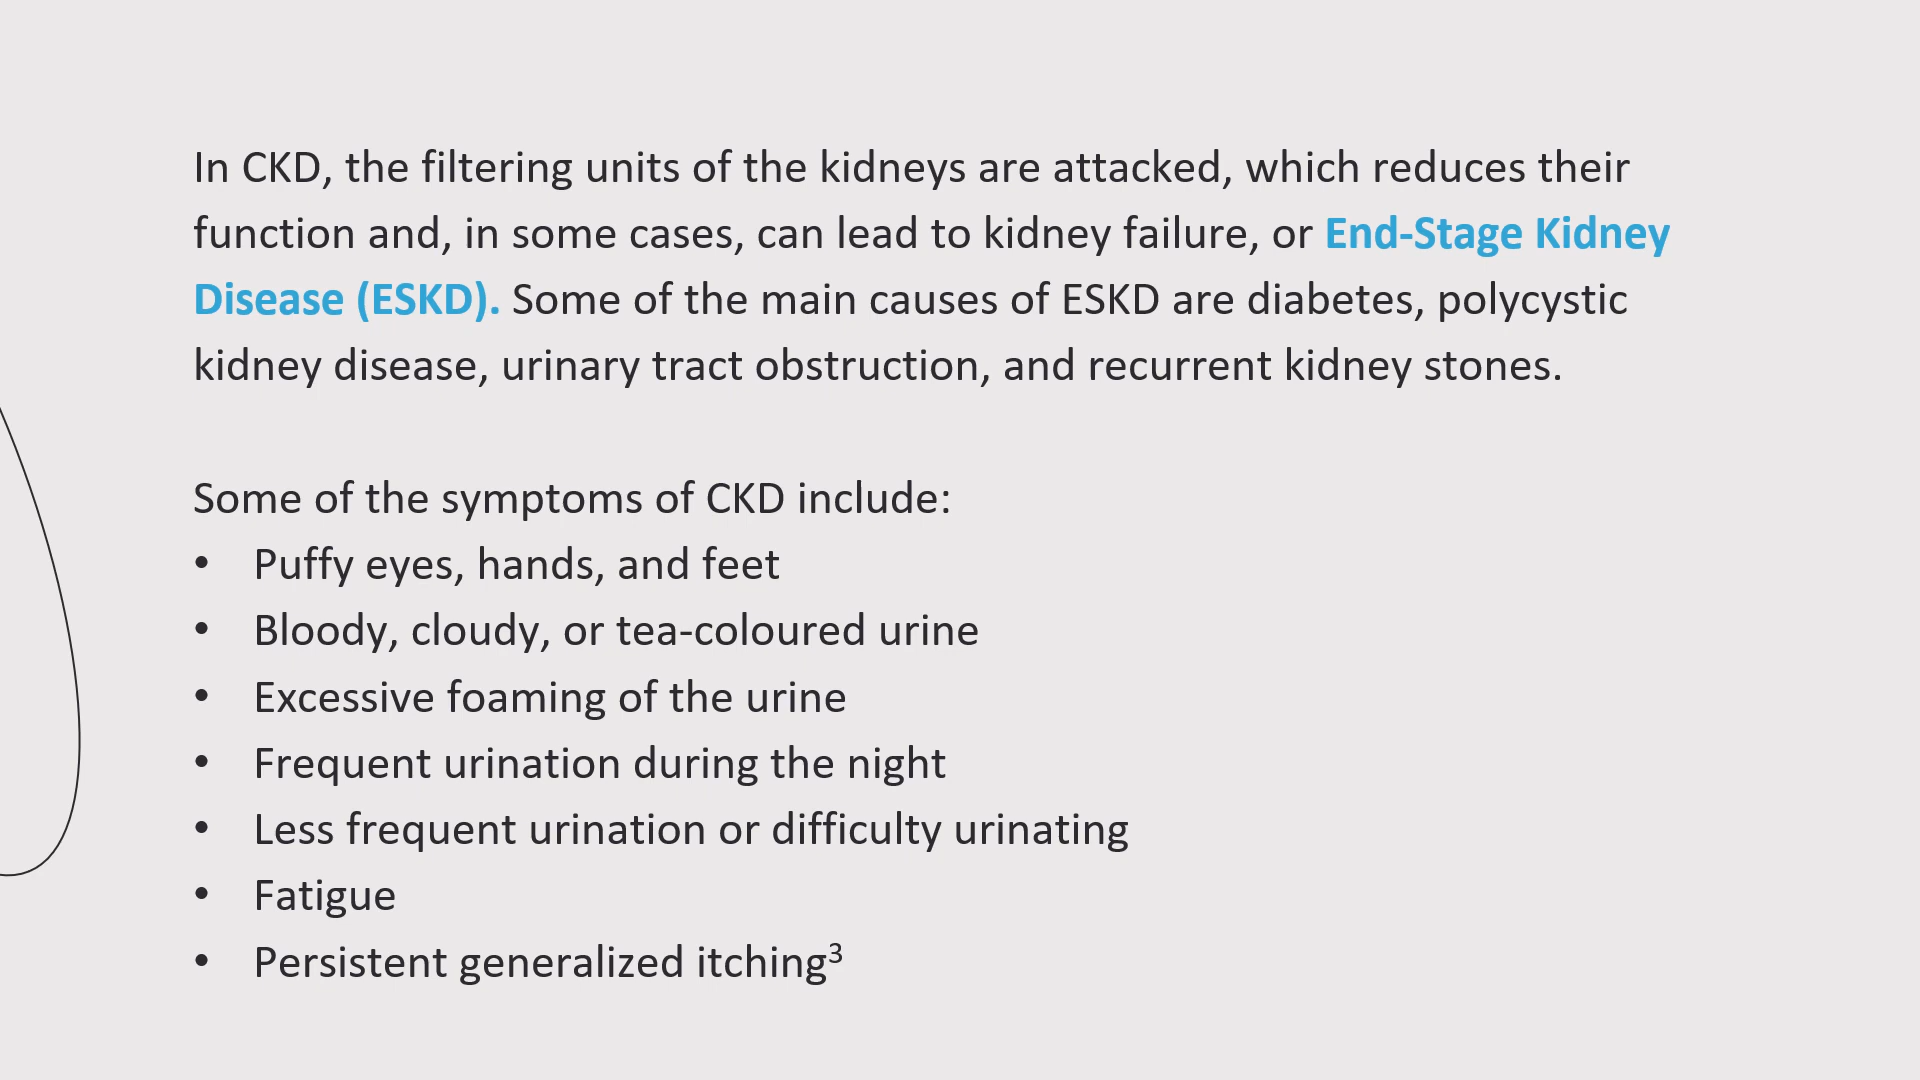 In CKD, the filtering units of the kidneys are attacked, which reduces their
function and, in some cases, can lead to kidney failure, or End-Stage Kidney
Disease (ESKD). Some of the main causes of ESKD are diabetes, polycystic
kidney disease, urinary tract obstruction, and recurrent kidney stones.
Some of the symptoms of CKD include:
• Puffy eyes, hands, and feet
• Bloody, cloudy, or tea-coloured urine
• Excessive foaming of the urine
• Frequent urination during the night
• Less frequent urination or difficulty urinating
• Fatigue
• Persistent generalized itching³